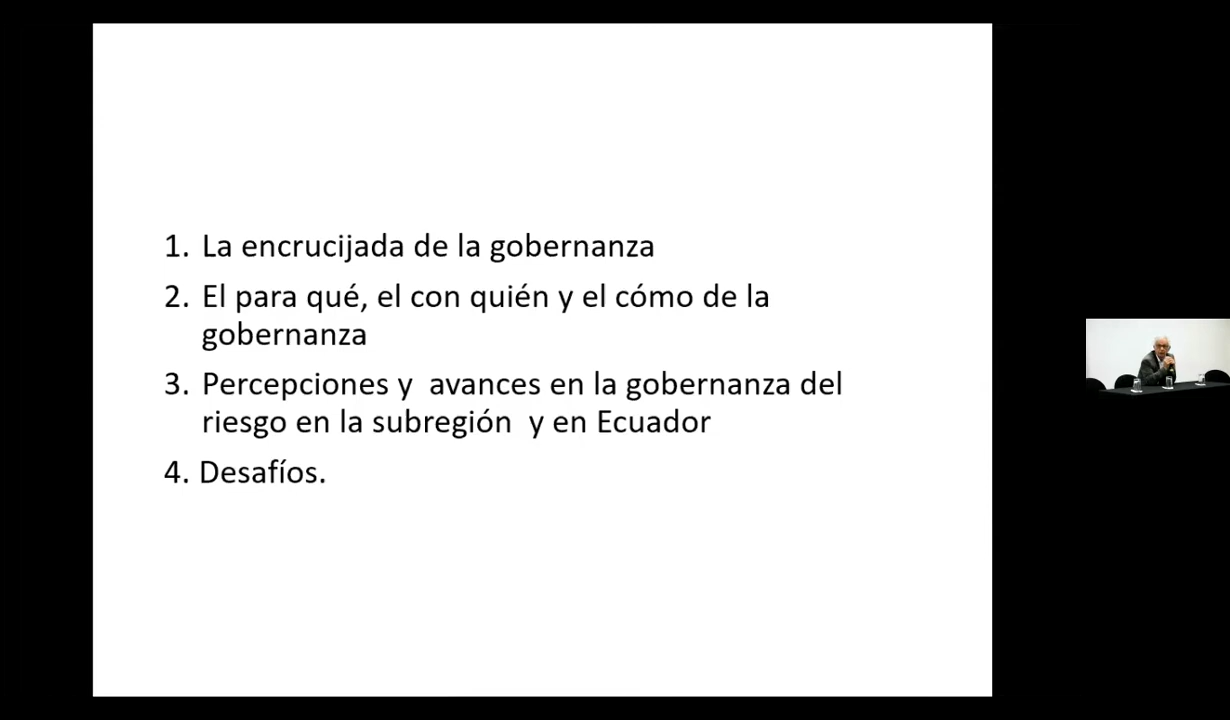 1. La encrucijada de la gobernanza
2. El para qué, el con quién y el cómo de la
gobernanza
3. Percepciones y  avances en la gobernanza del
riesgo en la subregión  y en Ecuador
4. Desafíos.